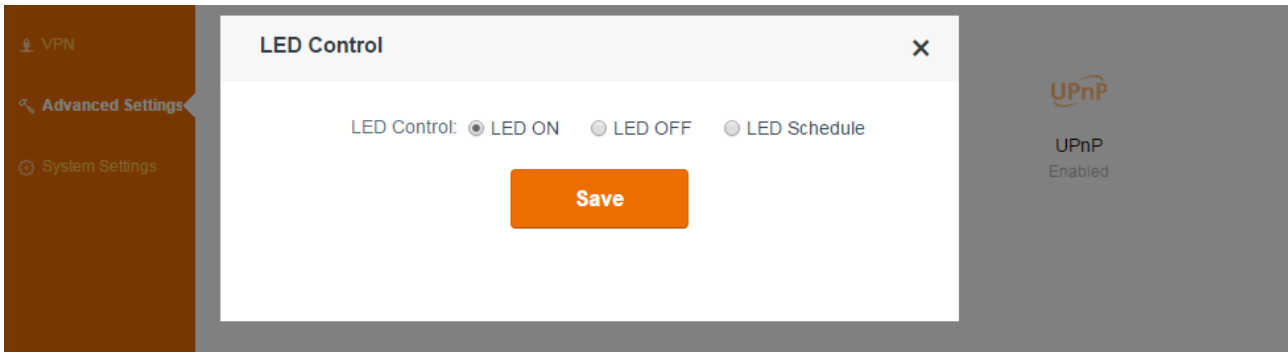 VPN
Advanced Settings
System Settings
LED Control
LED Control: LED ON LED OFF LED Schedule
Save
UPnP
UPnP
Enabled